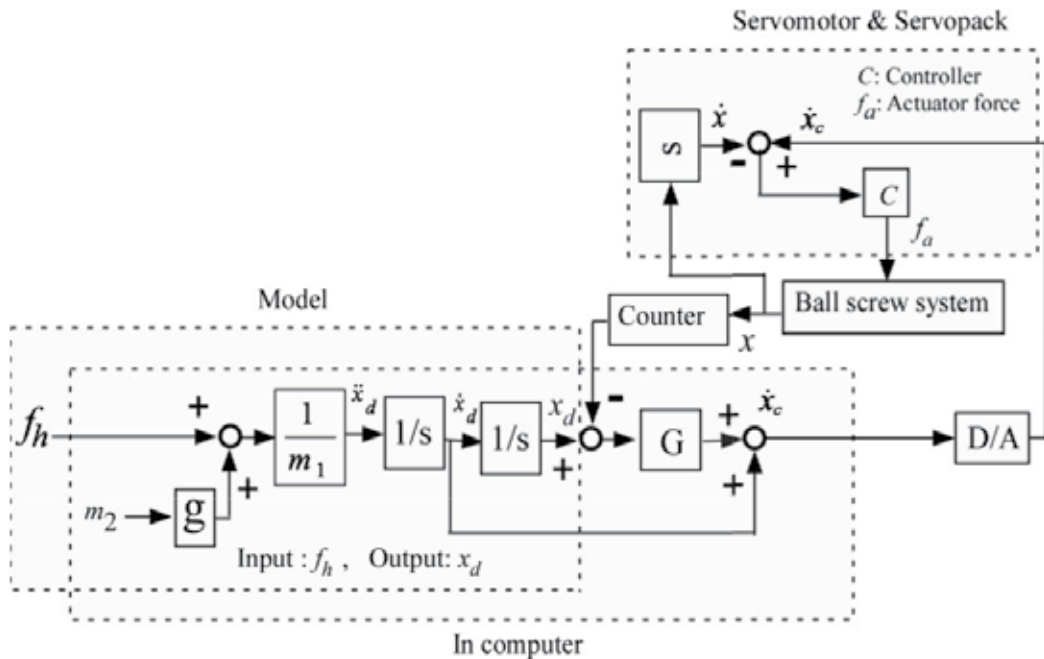 Servomotor & Servopack
C: Controller
fa: Actuator force
ẋ
ẋc
s
-
+
C
fa
Model
Counter
x
Ball screw system
fh
+
+
1
m1
ẍd
1/s
ẋd
1/s
xd
+
-
G
+
+
ẋc
D/A
m2
g
Input : fh , Output: xd
In computer